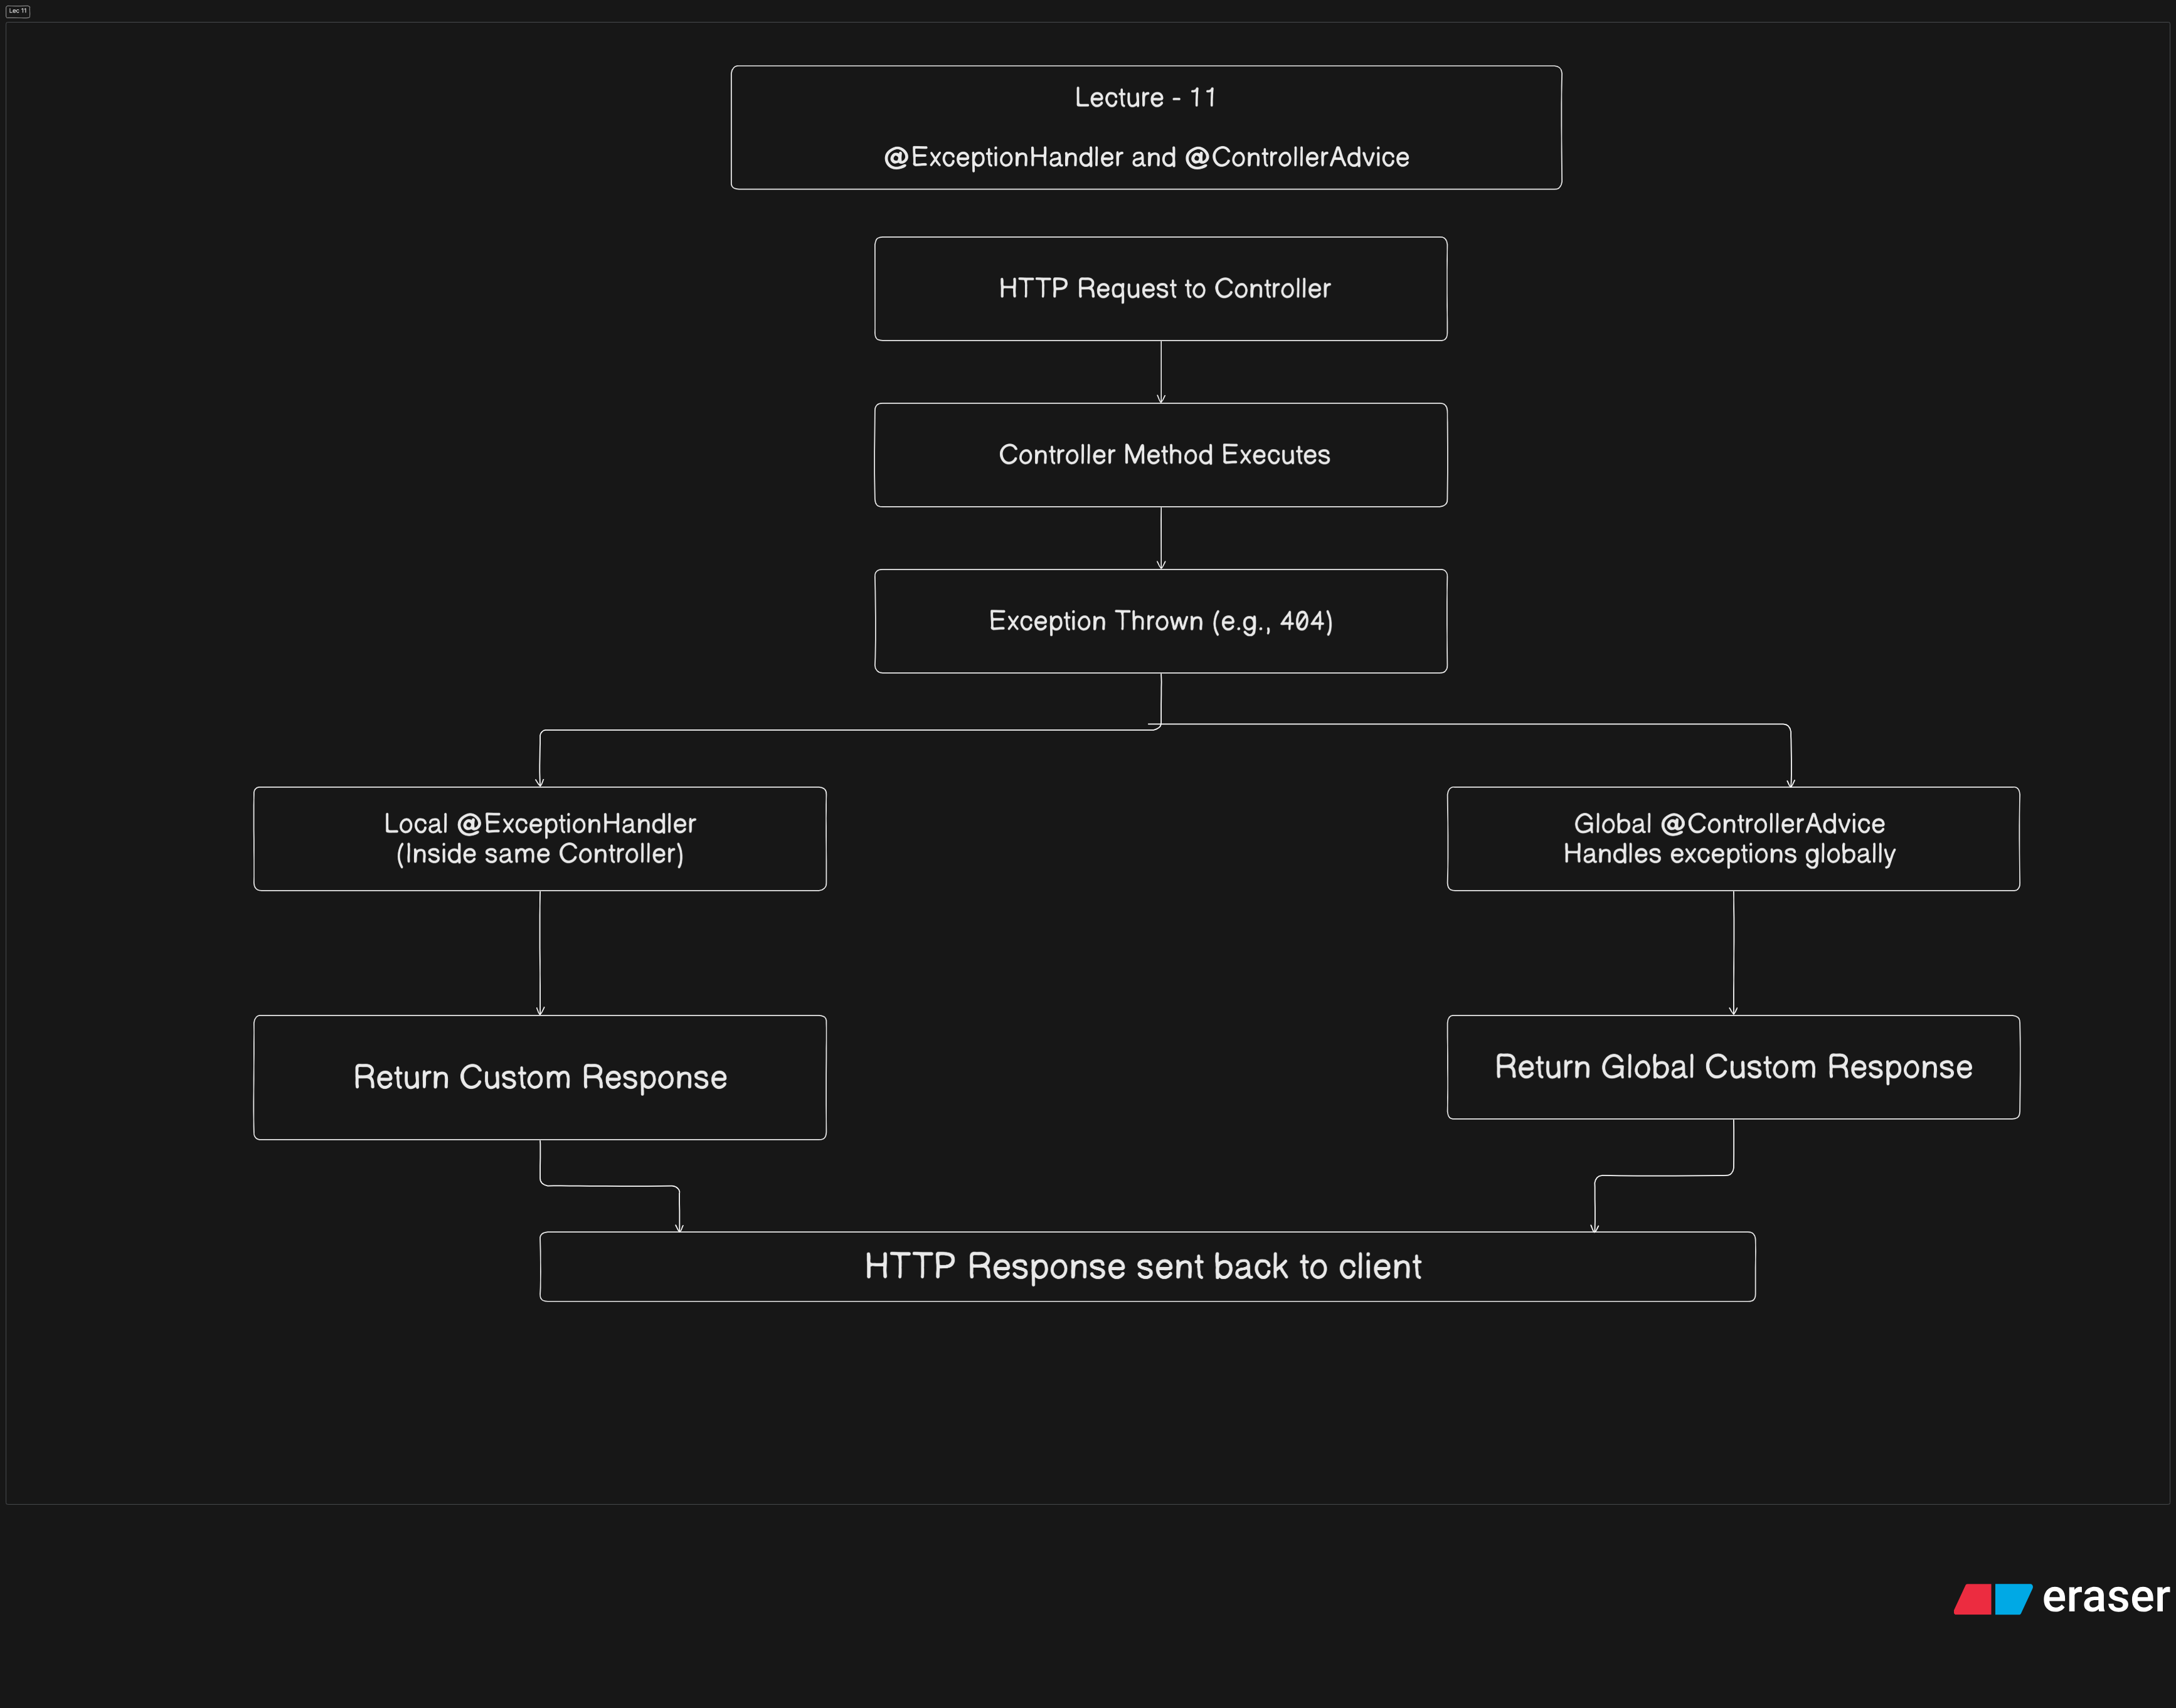 Lec 11
Lecture - 11
@ExceptionHandler and @ControllerAdvice
HTTP Request to Controller
Controller Method Executes
Exception Thrown (e.g., 404)
Local @ExceptionHandler
(Inside same Controller)
Global @ControllerAdvice
Handles exceptions globally
Return Custom Response
Return Global Custom Response
HTTP Response sent back to client
eraser